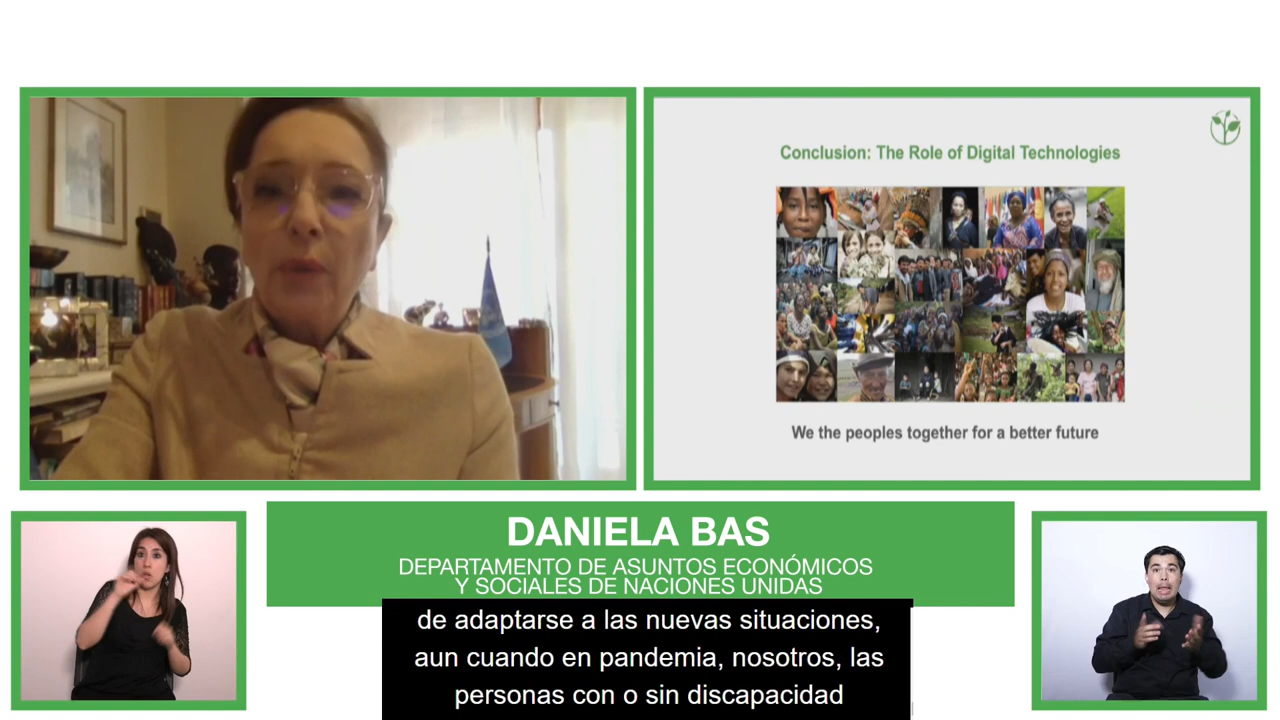 Conclusion: The Role of Digital Technologies
We the peoples together for a better future
DANIELA BAS
DEPARTAMENTO DE ASUNTOS ECONÓMICOS
Y SOCIALES DE NACIONES UNIDAS
de adaptarse a las nuevas situaciones,
aun cuando en pandemia, nosotros, las
personas con o sin discapacidad